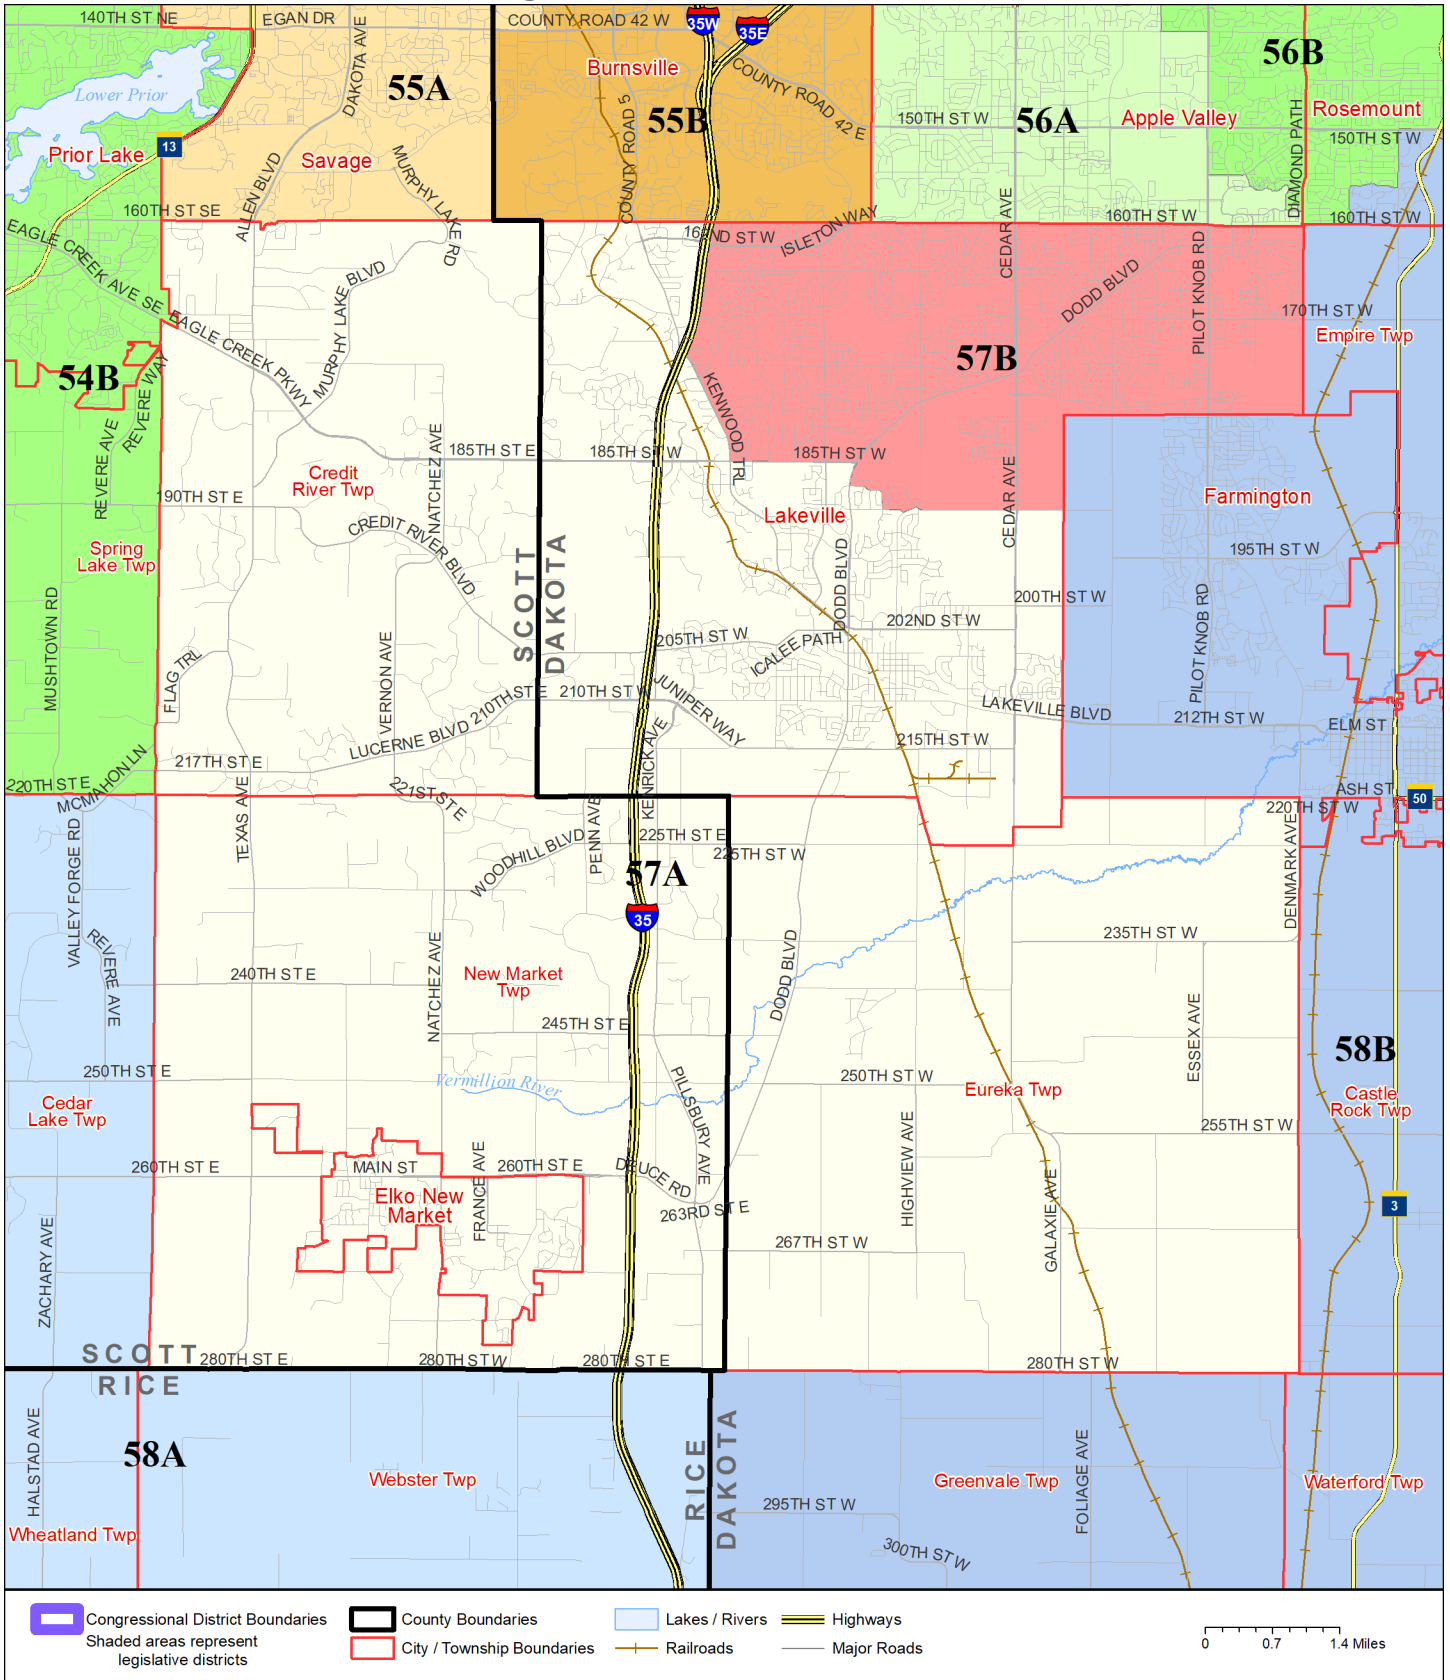 140TH ST NE
EGAN DR
COUNTY ROAD 42 W
35W
35E
DAKOTA AVE
55A
Burnsville
COUNTY ROAD 42 E
56B
Lower Prior
COUNTY ROAD 5
55B
150TH ST W
56A
Apple Valley
DIAMOND PATH
Rosemount
150TH ST W
Prior Lake
13
Savage
ALLEN BLVD
MURPHY LAKE RD
160TH ST SE
160TH ST W
160TH ST W
EAGLE CREEK AVE SE
162ND ST W
ISLETON WAY
CEDAR AVE
DODD BLVD
PILOT KNOB RD
170TH ST W
Empire Twp
MURPHY LAKE BLVD
EAGLE CREEK PKWY
54B
REVERE WAY
REVERE AVE
57B
KENWOOD TRL
NATCHEZ AVE
185TH ST E
185TH ST W
185TH ST W
Credit
River Twp
190TH ST E
CEDAR AVE
Farmington
Lakeville
CREDIT RIVER BLVD
Spring
Lake Twp
SCOTT
DAKOTA
DODD BLVD
195TH ST W
MUSHTOWN RD
200TH ST W
PILOT KNOB RD
202ND ST W
205TH ST W
ICALEE PATH
FLAG TRL
VERNON AVE
210TH ST E
210TH ST W
JUNIPER WAY
LAKEVILLE BLVD
212TH ST W
ELM ST
LUCERNE BLVD
KENRICK AVE
215TH ST W
217TH ST E
220TH ST E
MCMAHON LN
221ST ST E
ASH ST
50
220TH ST W
TEXAS AVE
VALLEY FORGE RD
PENN AVE
225TH ST E
225TH ST W
WOODHILL BLVD
57A
35
DENMARK AVE
REVERE AVE
NATCHEZ AVE
235TH ST W
240TH ST E
New Market
Twp
DODD BLVD
ESSEX AVE
245TH ST E
58B
250TH ST E
Vermillion River
250TH ST W
Eureka Twp
Cedar
Lake Twp
PILLSBURY AVE
Castle
Rock Twp
HIGHVIEW AVE
255TH ST W
260TH ST E
MAIN ST
FRANCE AVE
260TH ST E
DEUCE RD
Elko New
Market
263RD ST E
GALAXIE AVE
3
ZACHARY AVE
267TH ST W
SCOTT
280TH ST E
280TH ST W
280TH ST E
280TH ST W
RICE
HALSTAD AVE
58A
Webster Twp
RICE
DAKOTA
Greenvale Twp
FOLIAGE AVE
Waterford Twp
295TH ST W
Wheatland Twp
300TH ST W
Congressional District Boundaries
Shaded areas represent
legislative districts
County Boundaries
City / Township Boundaries
Lakes / Rivers
Railroads
Highways
Major Roads
0 0.7 1.4 Miles